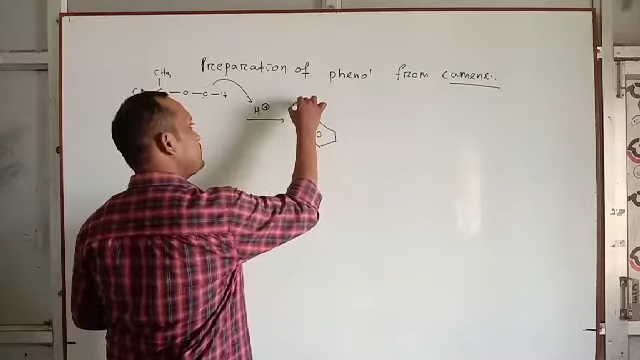 Preparation of phenol from cumene:
CH₃
C - O - O - H
H⊕